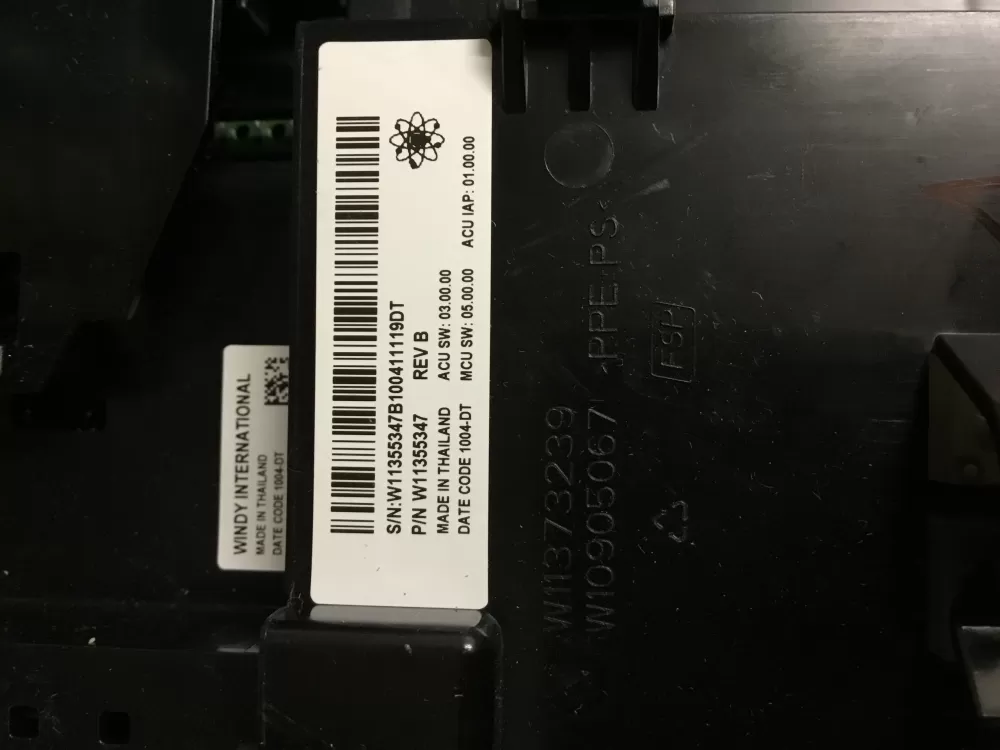 WINDY INTERNATIONAL
MADE IN THAILAND
DATE CODE 1004-DT
S/N:W11355347B100411119DT
P/N W11355347 REV B
MADE IN THAILAND ACU SW: 03.00.00
DATE CODE 1004-DT MCU SW: 05.00.00 ACU IAP: 01.00.00
W11373239
W10905067 >PPE-PS<
FSP